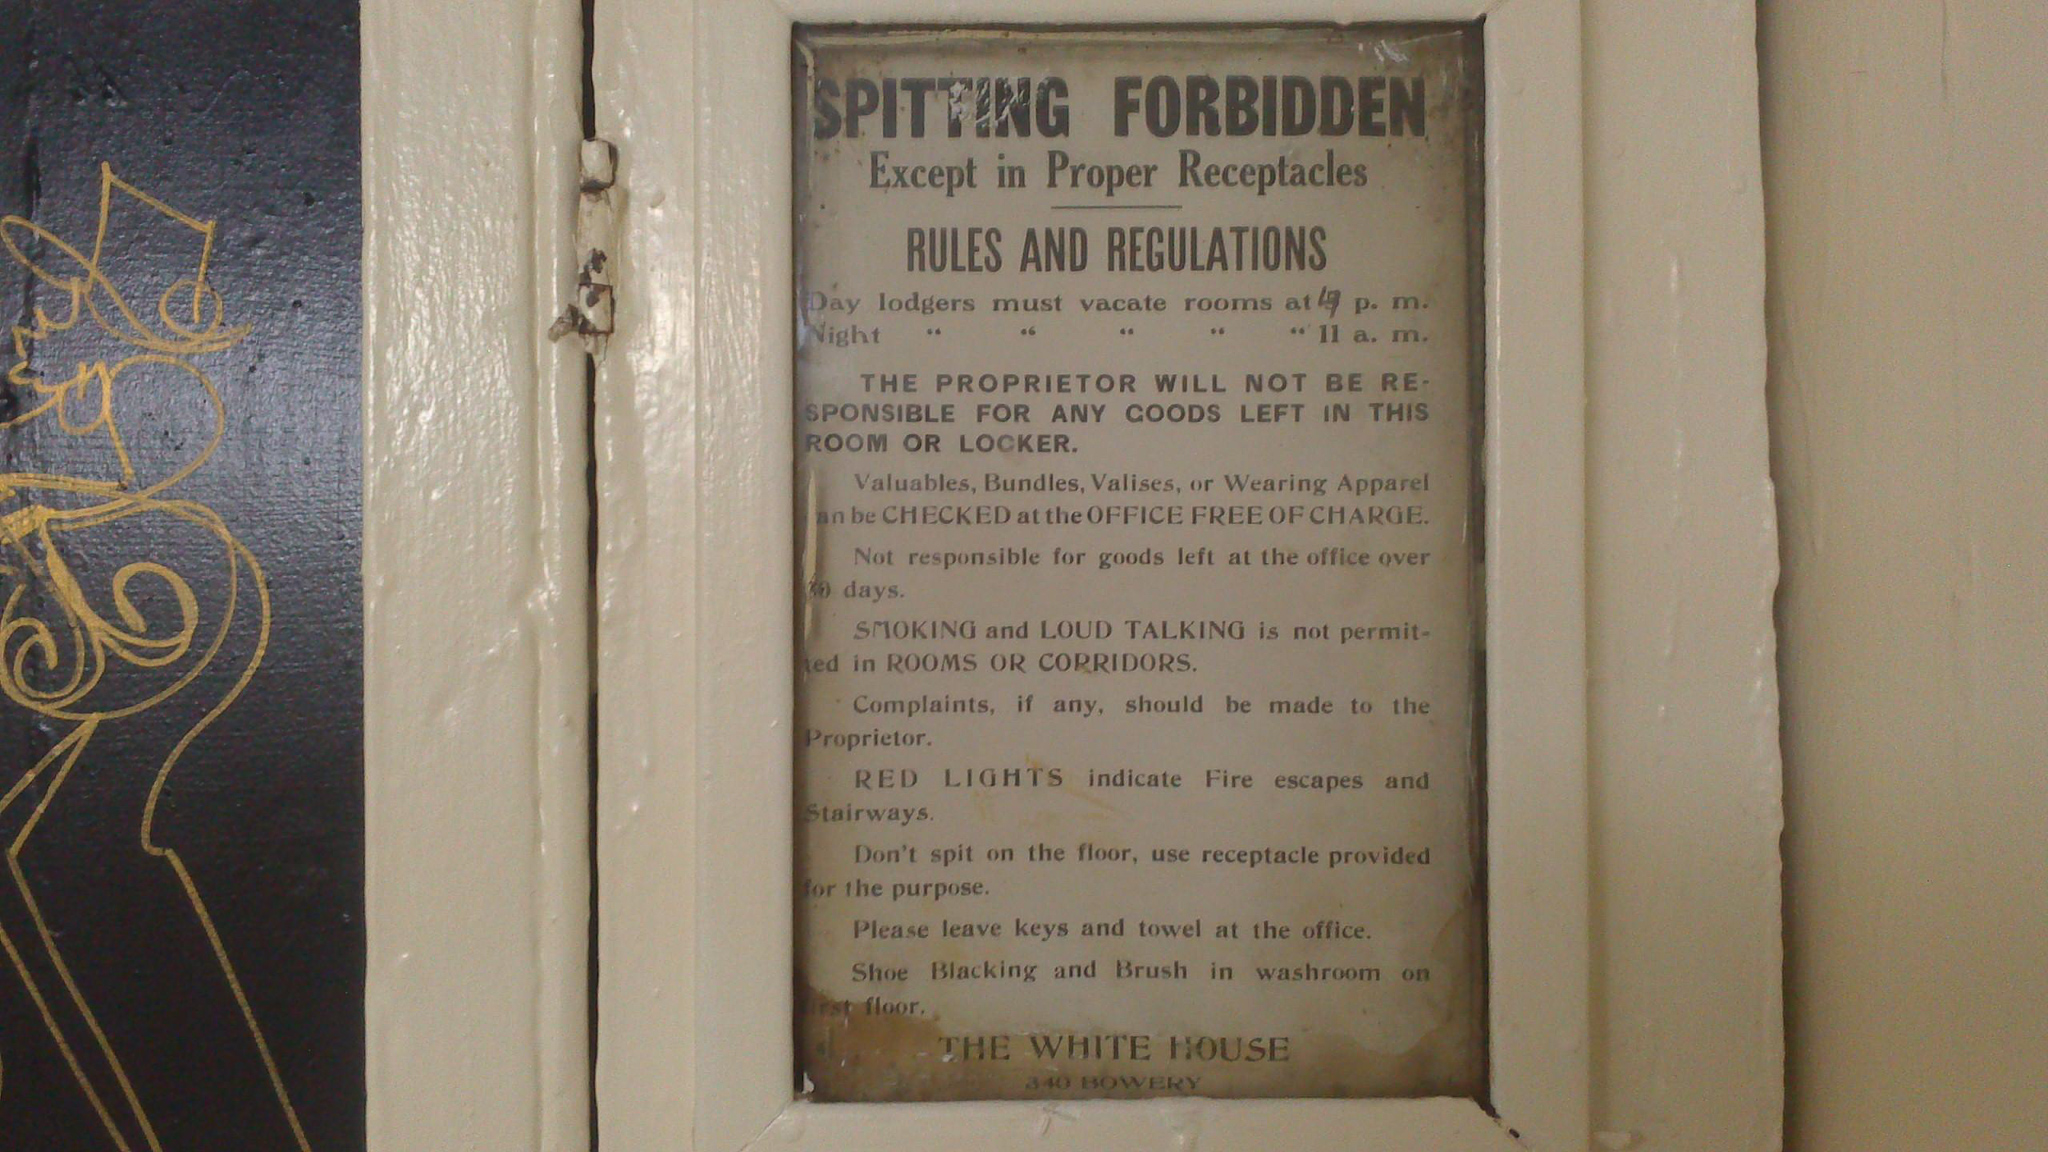 SPITTING FORBIDDEN
Except in Proper Receptacles
RULES AND REGULATIONS
Day lodgers must vacate rooms at p. m.
Night “ “ “ “ “ 11 a. m.
THE PROPRIETOR WILL NOT BE RE-
SPONSIBLE FOR ANY GOODS LEFT IN THIS
ROOM OR LOCKER.
Valuables, Bundles, Valises, or Wearing Apparel
can be CHECKED at the OFFICE FREE OF CHARGE.
Not responsible for goods left at the office over
30 days.
SMOKING and LOUD TALKING is not permit-
ted in ROOMS OR CORRIDORS.
Complaints, if any, should be made to the
Proprietor.
RED LIGHTS indicate Fire escapes and
Stairways.
Don't spit on the floor, use receptacle provided
for the purpose.
Please leave keys and towel at the office.
Shoe Blacking and Brush in washroom on
first floor.
THE WHITE HOUSE
340 BOWERY